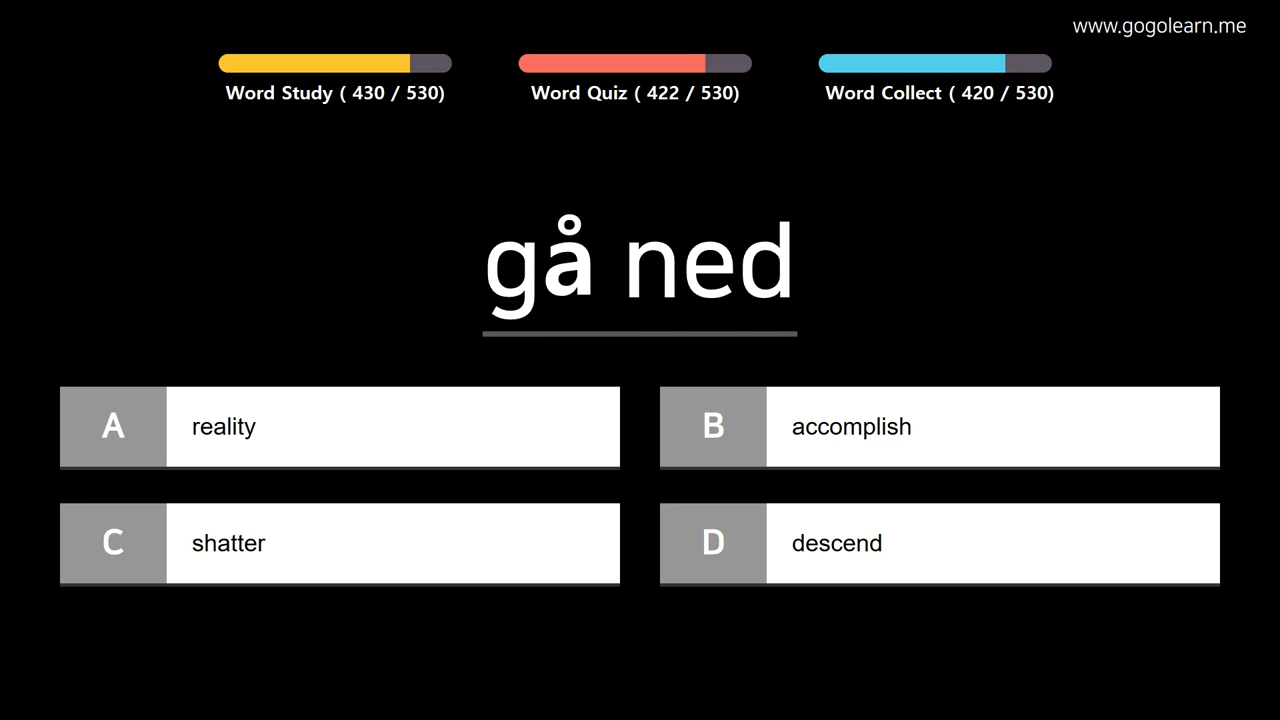 www.gogolearn.me
Word Study ( 430 / 530)
Word Quiz ( 422 / 530)
Word Collect ( 420 / 530)
gå ned
A reality
B accomplish
C shatter
D descend